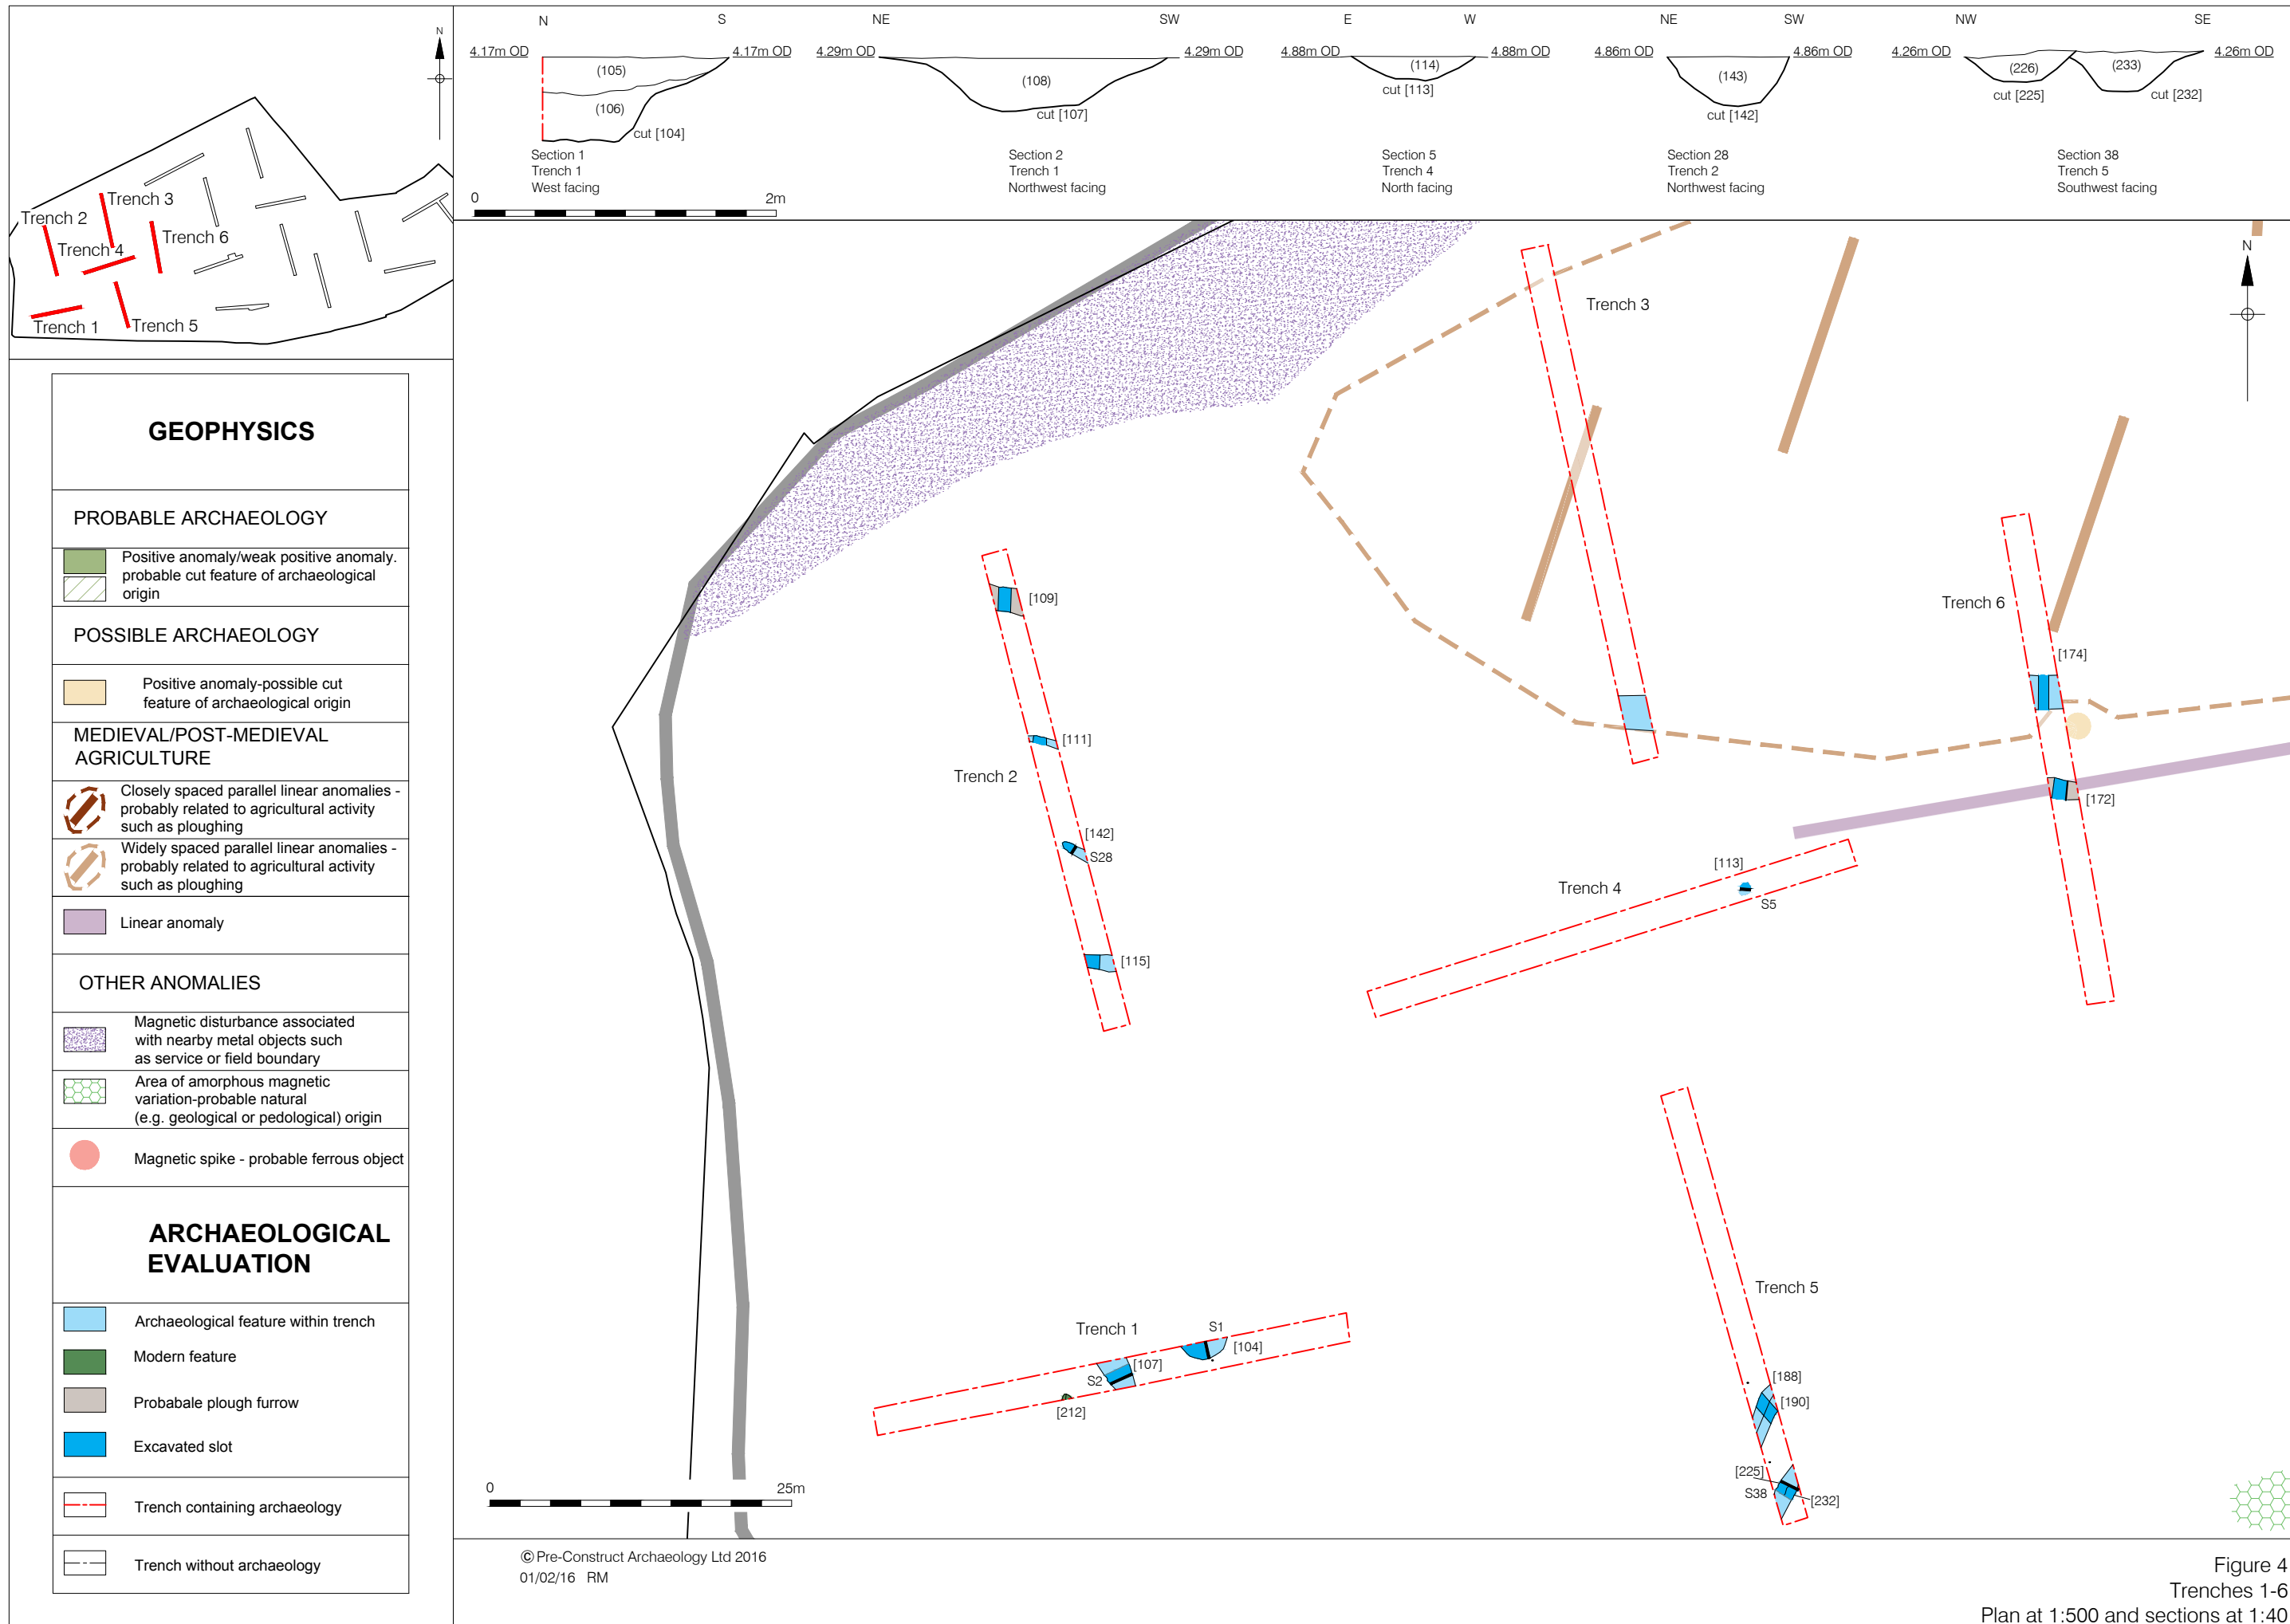 N
Trench 3
Trench 2
Trench 6
Trench 4
Trench 1
Trench 5
N S NE SW E W NE SW NW SE
4.17m OD 4.17m OD 4.29m OD 4.29m OD 4.88m OD 4.88m OD 4.86m OD 4.86m OD 4.26m OD 4.26m OD
(105) (108) (114) (143) (226) (233)
(106)
cut [104] cut [107] cut [113] cut [142] cut [225] cut [232]
Section 1
Trench 1
West facing
Section 2
Trench 1
Northwest facing
Section 5
Trench 4
North facing
Section 28
Trench 2
Northwest facing
Section 38
Trench 5
Southwest facing
0 2m
GEOPHYSICS
PROBABLE ARCHAEOLOGY
Positive anomaly/weak positive anomaly.
probable cut feature of archaeological
origin
POSSIBLE ARCHAEOLOGY
Positive anomaly-possible cut
feature of archaeological origin
MEDIEVAL/POST-MEDIEVAL
AGRICULTURE
Closely spaced parallel linear anomalies -
probably related to agricultural activity
such as ploughing
Widely spaced parallel linear anomalies -
probably related to agricultural activity
such as ploughing
Linear anomaly
OTHER ANOMALIES
Magnetic disturbance associated
with nearby metal objects such
as service or field boundary
Area of amorphous magnetic
variation-probable natural
(e.g. geological or pedological) origin
Magnetic spike - probable ferrous object
ARCHAEOLOGICAL
EVALUATION
Archaeological feature within trench
Modern feature
Probabale plough furrow
Excavated slot
Trench containing archaeology
Trench without archaeology
N
Trench 3
[109]
Trench 6
[174]
[111]
Trench 2
[172]
[142]
S28
[113]
Trench 4
S5
[115]
Trench 5
Trench 1
S1
[104]
[107]
S2
[212]
[188]
[190]
[225]
S38
[232]
0 25m
© Pre-Construct Archaeology Ltd 2016
01/02/16 RM
Figure 4
Trenches 1-6
Plan at 1:500 and sections at 1:40